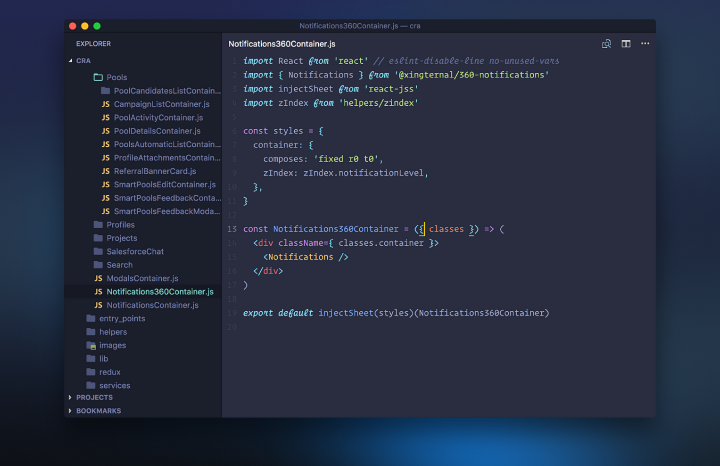 Notifications360Container.js — cra
EXPLORER
CRA
Pools
PoolCandidatesListContain...
JS CampaignListContainer.js
JS PoolActivityContainer.js
JS PoolDetailsContainer.js
JS PoolsAutomaticListContain...
JS ProfileAttachmentsContain...
JS ReferralBannerCard.js
JS SmartPoolsEditContainer.js
JS SmartPoolsFeedbackConta...
JS SmartPoolsFeedbackModa...
Profiles
Projects
SalesforceChat
Search
JS ModalsContainer.js
JS Notifications360Container.js
JS NotificationsContainer.js
entry_points
helpers
images
lib
redux
services
PROJECTS
BOOKMARKS
Notifications360Container.js
1 import React from 'react' // eslint-disable-line no-unused-vars
2 import { Notifications } from '@xingternal/360-notifications'
3 import injectSheet from 'react-jss'
4 import zIndex from 'helpers/zindex'
5
6 const styles = {
7 container: {
8 composes: 'fixed r0 t0',
9 zIndex: zIndex.notificationLevel,
10 },
11 }
12
13 const Notifications360Container = ({ classes }) => (
14 <div className={ classes.container }>
15 <Notifications />
16 </div>
17 )
18
19 export default injectSheet(styles)(Notifications360Container)
20